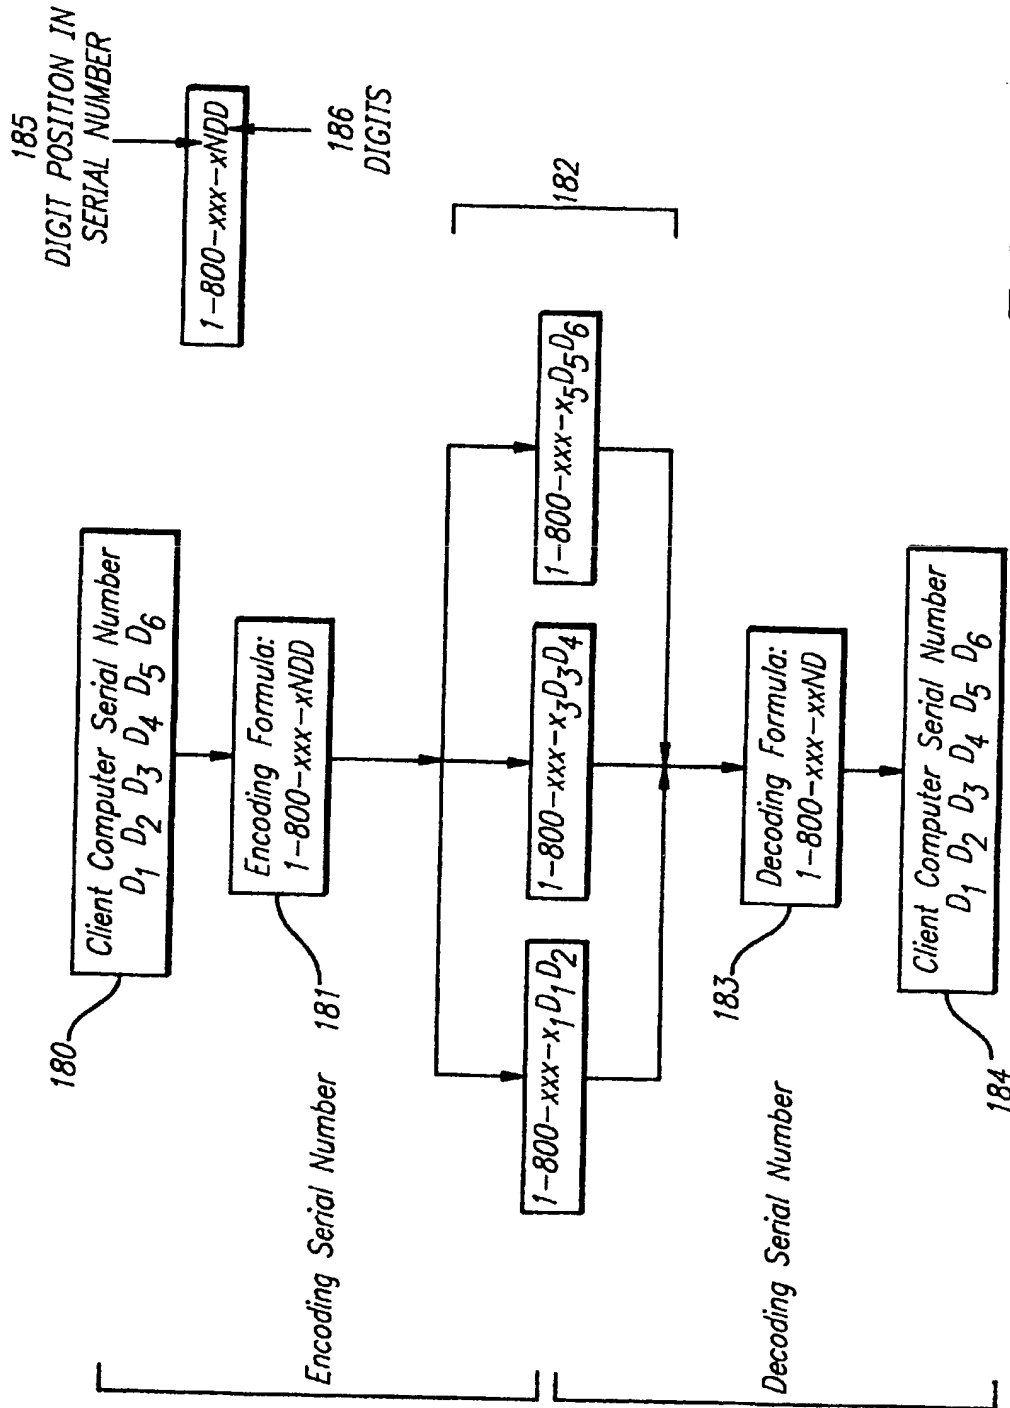 185
DIGIT POSITION IN
SERIAL NUMBER
1-800-xxx-xNDD
186
DIGITS
180
Client Computer Serial Number
D1 D2 D3 D4 D5 D6
Encoding Serial Number
181
Encoding Formula:
1-800-xxx-xNDD
182
1-800-xxx-x1D1D2
1-800-xxx-x3D3D4
1-800-xxx-x5D5D6
Decoding Serial Number
183
Decoding Formula:
1-800-xxx-xxND
184
Client Computer Serial Number
D1 D2 D3 D4 D5 D6